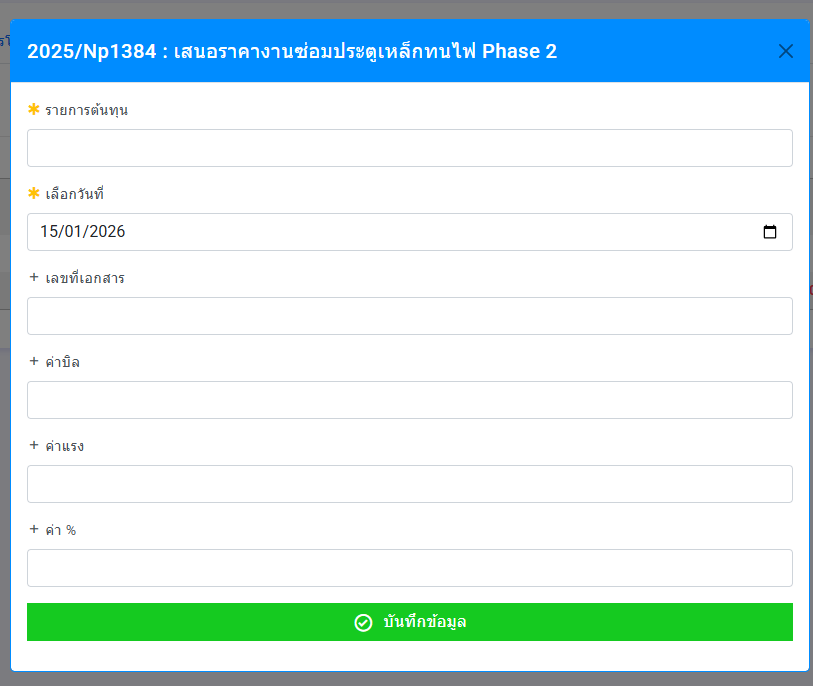 2025/Np1384 : เสนอราคางานซ่อมประตูเหล็กทนไฟ Phase 2
✱ รายการต้นทุน
✱ เลือกวันที่
15/01/2026
+ เลขที่เอกสาร
+ ค่าบิล
+ ค่าแรง
+ ค่า %
บันทึกข้อมูล